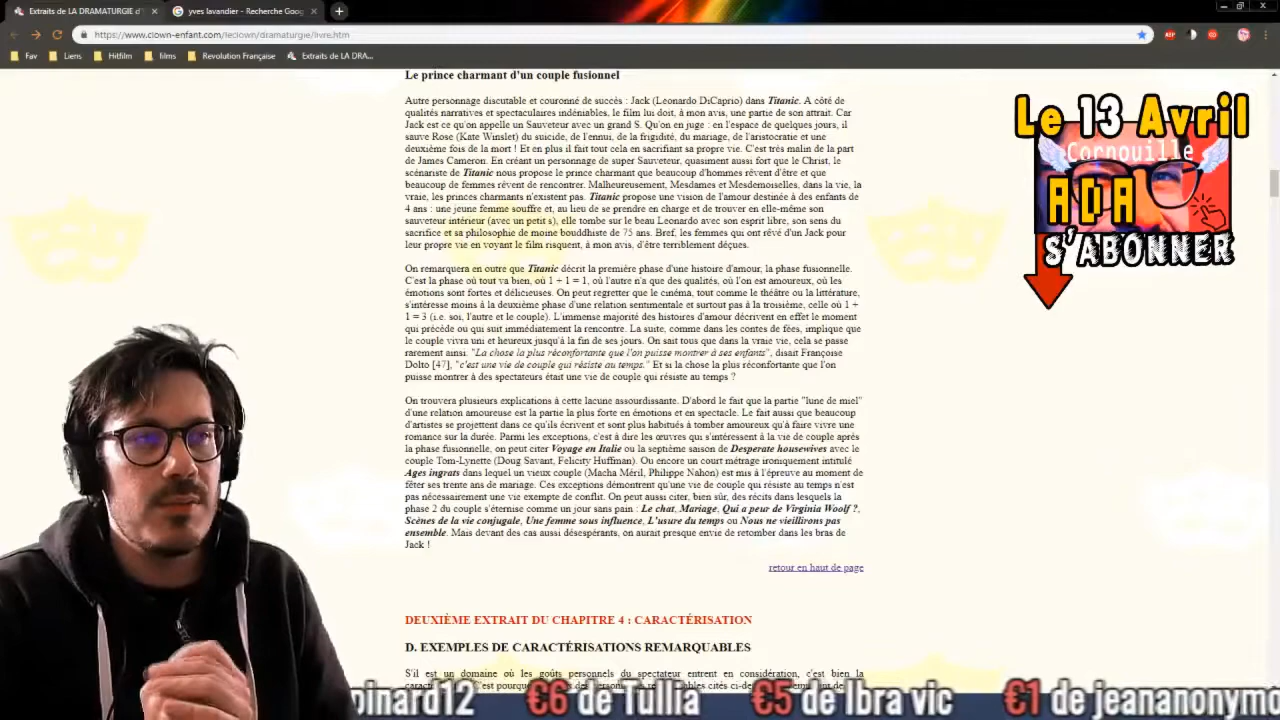 Extraits de LA DRAMATURGIE d'
yves lavandier - Recherche Goog
https://www.clown-enfant.com/leclown/dramaturgie/livre.htm
Fav Liens Hitfilm films Revolution Française Extraits de LA DRA...
Le prince charmant d'un couple fusionnel
Autre personnage discutable et couronné de succès : Jack (Leonardo DiCaprio) dans Titanic. A côté de
qualités narratives et spectaculaires indéniables, le film lui doit, à mon avis, une partie de son attrait. Car
Jack est ce qu'on appelle un Sauveteur avec un grand S. Qu'on en juge : en l'espace de quelques jours, il
sauve Rose (Kate Winslet) du suicide, de l'ennui, de la frigidité, du mariage, de l'aristocratie et une
deuxième fois de la mort ! Et en plus il fait tout cela en sacrifiant sa propre vie. C'est très malin de la part
de James Cameron. En créant un personnage de super Sauveteur, quasiment aussi fort que le Christ, le
scénariste de Titanic nous propose le prince charmant que beaucoup d'hommes rêvent d'être et que
beaucoup de femmes rêvent de rencontrer. Malheureusement, Mesdames et Mesdemoiselles, dans la vie, la
vraie, les princes charmants n'existent pas. Titanic propose une vision de l'amour destinée à des enfants de
4 ans : une jeune femme souffre et, au lieu de se prendre en charge et de trouver en elle-même son
sauveteur intérieur (avec un petit s), elle tombe sur le beau Leonardo avec son esprit libre, son sens du
sacrifice et sa philosophie de moine bouddhiste de 75 ans. Bref, les femmes qui ont rêvé d'un Jack pour
leur propre vie en voyant le film risquent, à mon avis, d'être terriblement déçues.
On remarquera en outre que Titanic décrit la première phase d'une histoire d'amour, la phase fusionnelle.
C'est la phase où tout va bien, où 1 + 1 = 1, où l'autre n'a que des qualités, où l'on est amoureux, où les
émotions sont fortes et délicieuses. On peut regretter que le cinéma, tout comme le théâtre ou la littérature,
s'intéresse moins à la deuxième phase d'une relation sentimentale et surtout pas à la troisième, celle où 1 +
1 = 3 (i.e. soi, l'autre et le couple). L'immense majorité des histoires d'amour décrivent en effet le moment
qui précède ou qui suit immédiatement la rencontre. La suite, comme dans les contes de fées, implique que
le couple vivra uni et heureux jusqu'à la fin de ses jours. On sait tous que dans la vraie vie, cela se passe
rarement ainsi. "La chose la plus réconfortante que l'on puisse montrer à ses enfants", disait Françoise
Dolto [47], "c'est une vie de couple qui résiste au temps." Et si la chose la plus réconfortante que l'on
puisse montrer à des spectateurs était une vie de couple qui résiste au temps ?
On trouvera plusieurs explications à cette lacune assourdissante. D'abord le fait que la partie "lune de miel"
d'une relation amoureuse est la partie la plus forte en émotions et en spectacle. Le fait aussi que beaucoup
d'artistes se projettent dans ce qu'ils écrivent et sont plus habitués à tomber amoureux qu'à faire vivre une
romance sur la durée. Parmi les exceptions, c'est à dire les œuvres qui s'intéressent à la vie de couple après
la phase fusionnelle, on peut citer Voyage en Italie ou la septième saison de Desperate housewives avec le
couple Tom-Lynette (Doug Savant, Felicity Huffman). Ou encore un court métrage ironiquement intitulé
Ages ingrats dans lequel un vieux couple (Macha Méril, Philippe Nahon) est mis à l'épreuve au moment de
fêter ses trente ans de mariage. Ces exceptions démontrent qu'une vie de couple qui résiste au temps n'est
pas nécessairement une vie exempte de conflit. On peut aussi citer, bien sûr, des récits dans lesquels la
phase 2 du couple s'éternise comme un jour sans pain : Le chat, Mariage, Qui a peur de Virginia Woolf ?,
Scènes de la vie conjugale, Une femme sous influence, L'usure du temps ou Nous ne vieillirons pas
ensemble. Mais devant des cas aussi désespérants, on aurait presque envie de retomber dans les bras de
Jack !
retour en haut de page
DEUXIÈME EXTRAIT DU CHAPITRE 4 : CARACTÉRISATION
D. EXEMPLES DE CARACTÉRISATIONS REMARQUABLES
S'il est un domaine où les goûts personnels du spectateur entrent en considération, c'est bien la
Le 13 Avril
Cornouille
ADA
S'ABONNER
pinard12 €6 de Tullia €5 de Ibra vic €1 de jeananonymo